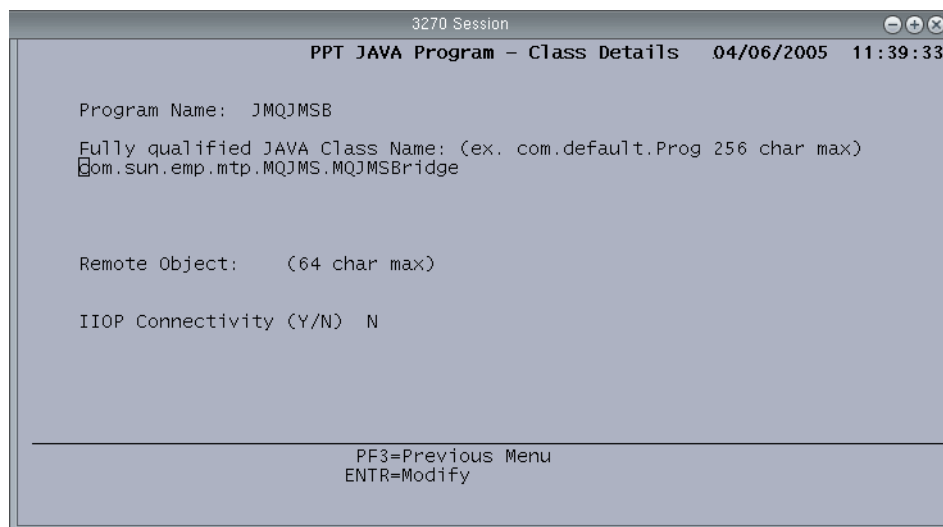 3270 Session
PPT JAVA Program – Class Details 04/06/2005 11:39:33
Program Name: JMQJMSB
Fully qualified JAVA Class Name: (ex. com.default.Prog 256 char max)
com.sun.emp.mtp.MQJMS.MQJMSBridge
Remote Object: (64 char max)
IIOP Connectivity (Y/N) N
PF3=Previous Menu
ENTR=Modify